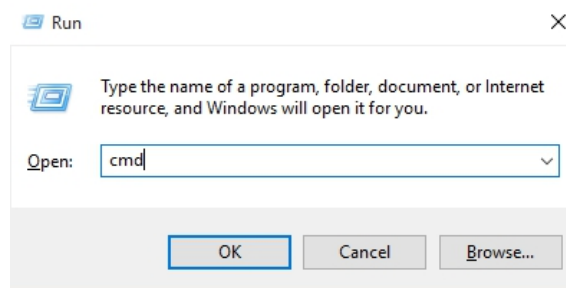 Run
Type the name of a program, folder, document, or Internet
resource, and Windows will open it for you.
Open: cmd
OK Cancel Browse...